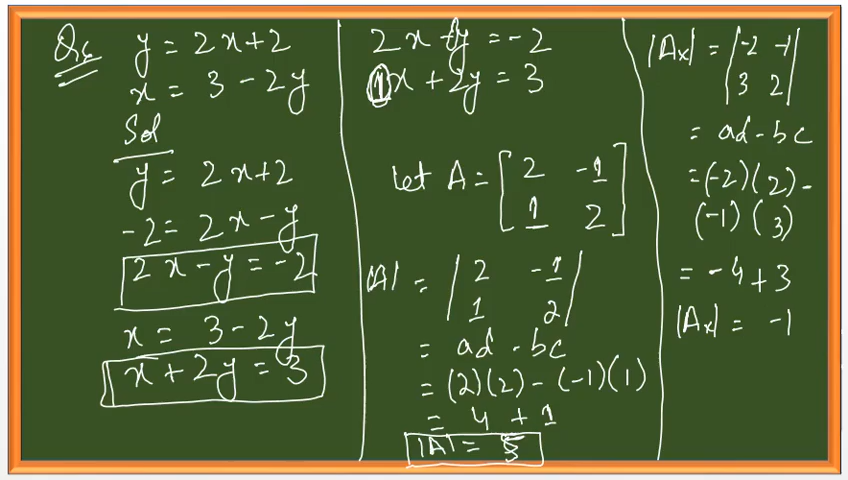 Q6
y = 2x+2
x = 3 - 2y
Sol
y = 2x+2
-2 = 2x - y
2x - y = -2
x = 3 - 2y
x + 2y = 3
2x - y = -2
1x + 2y = 3
let A = [2 -1
1 2]
|A| = |2 -1
1 2|
= ad - bc
= (2)(2) - (-1)(1)
= 4 + 1
|A| = 5
|Ax| = |-2 -1
3 2|
= ad - bc
= (-2)(2) -
(-1)(3)
= -4 + 3
|Ax| = -1